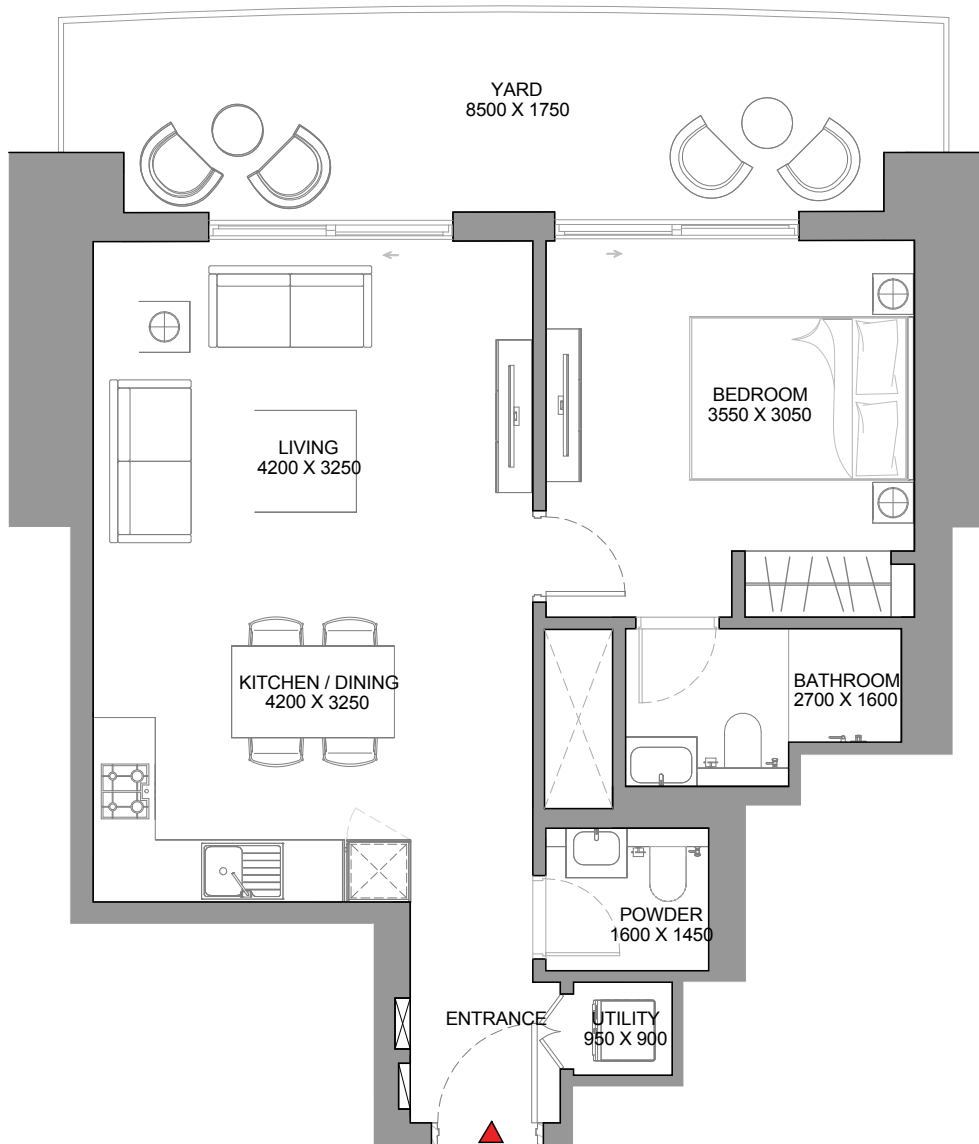 YARD
8500 X 1750
BEDROOM
3550 X 3050
LIVING
4200 X 3250
KITCHEN / DINING
4200 X 3250
BATHROOM
2700 X 1600
POWDER
1600 X 1450
ENTRANCE
UTILITY
950 X 900